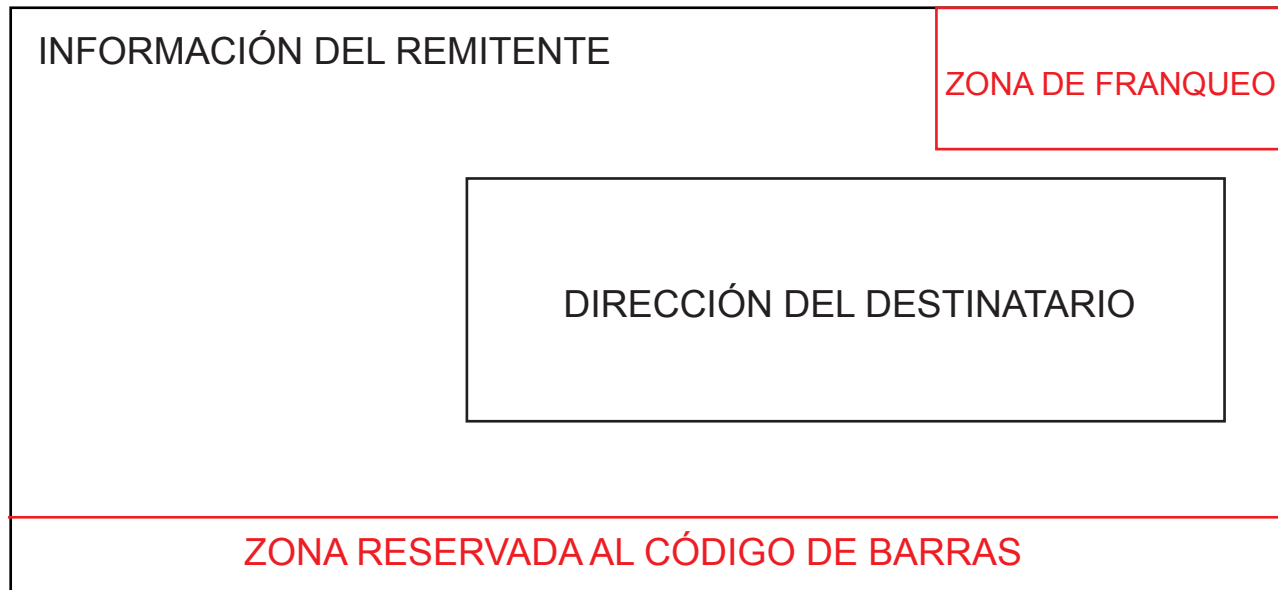 INFORMACIÓN DEL REMITENTE
ZONA DE FRANQUEO
DIRECCIÓN DEL DESTINATARIO
ZONA RESERVADA AL CÓDIGO DE BARRAS